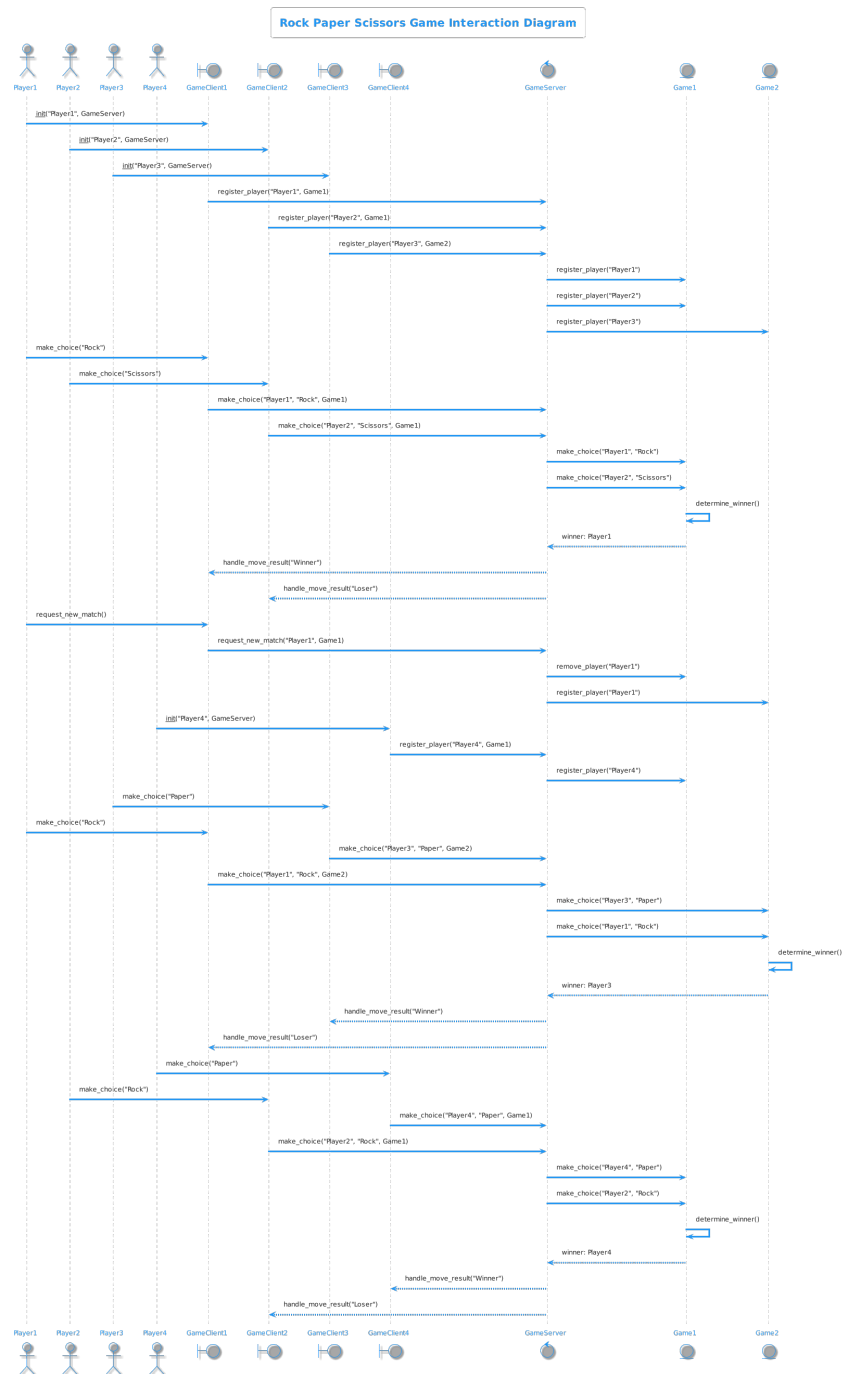 Rock Paper Scissors Game Interaction Diagram
Player1 Player2 Player3 Player4 GameClient1 GameClient2 GameClient3 GameClient4 GameServer Game1 Game2
init("Player1", GameServer)
init("Player2", GameServer)
init("Player3", GameServer)
register_player("Player1", Game1)
register_player("Player2", Game1)
register_player("Player3", Game2)
register_player("Player1")
register_player("Player2")
register_player("Player3")
make_choice("Rock")
make_choice("Scissors")
make_choice("Player1", "Rock", Game1)
make_choice("Player2", "Scissors", Game1)
make_choice("Player1", "Rock")
make_choice("Player2", "Scissors")
determine_winner()
winner: Player1
handle_move_result("Winner")
handle_move_result("Loser")
request_new_match()
request_new_match("Player1", Game1)
remove_player("Player1")
register_player("Player1")
init("Player4", GameServer)
register_player("Player4", Game1)
register_player("Player4")
make_choice("Paper")
make_choice("Rock")
make_choice("Player3", "Paper", Game2)
make_choice("Player1", "Rock", Game2)
make_choice("Player3", "Paper")
make_choice("Player1", "Rock")
determine_winner()
winner: Player3
handle_move_result("Winner")
handle_move_result("Loser")
make_choice("Paper")
make_choice("Rock")
make_choice("Player4", "Paper", Game1)
make_choice("Player2", "Rock", Game1)
make_choice("Player4", "Paper")
make_choice("Player2", "Rock")
determine_winner()
winner: Player4
handle_move_result("Winner")
handle_move_result("Loser")
Player1 Player2 Player3 Player4 GameClient1 GameClient2 GameClient3 GameClient4 GameServer Game1 Game2